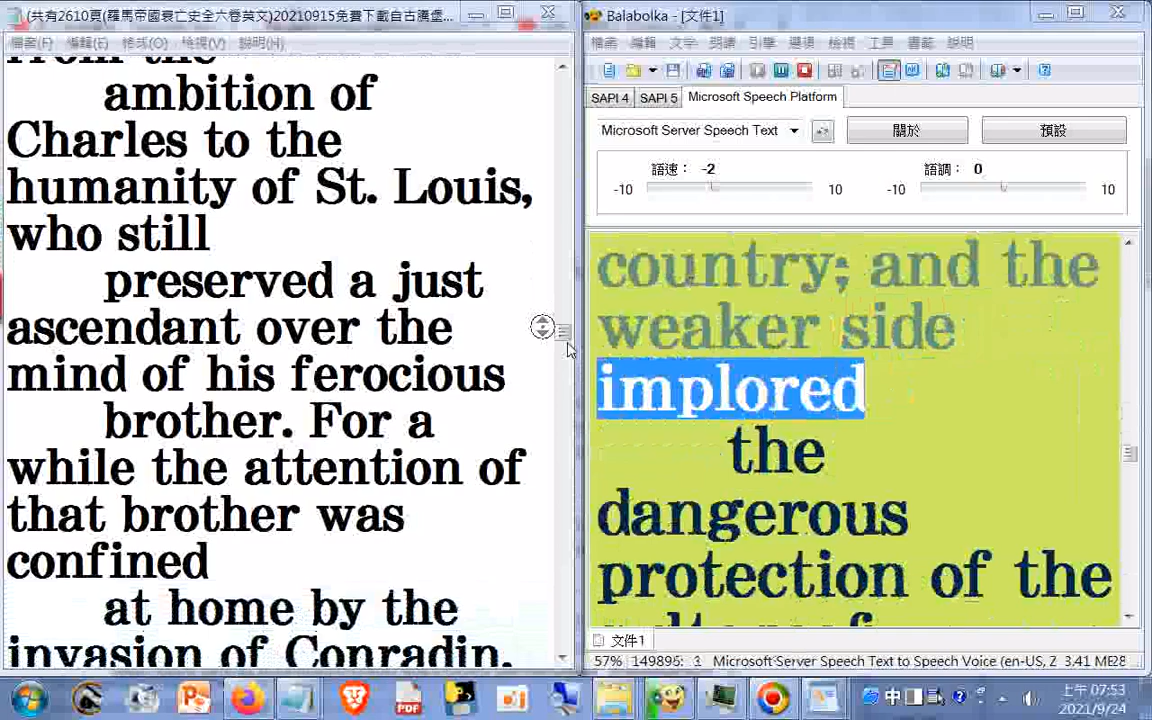 (共有2610頁(羅馬帝國衰亡史全六卷英文)20210915免費下載自古騰堡...
檔案(F) 編輯(E) 格式(O) 檢視(V) 說明(H)
From the
ambition of
Charles to the
humanity of St. Louis,
who still
preserved a just
ascendant over the
mind of his ferocious
brother. For a
while the attention of
that brother was
confined
at home by the
invasion of Conradin,
Balabolka - [文件1]
檔案 編輯 文字 朗讀 引擎 選項 檢視 工具 書籤 說明
SAPI 4 SAPI 5 Microsoft Speech Platform
Microsoft Server Speech Text 關於 預設
語速： -2 語調： 0
-10 10 -10 10
country; and the
weaker side
implored
the
dangerous
protection of the
文件1
57% 149895: 1 Microsoft Server Speech Text to Speech Voice (en-US, Z 3.41 ME28
中 上午 07:53
2021/9/24